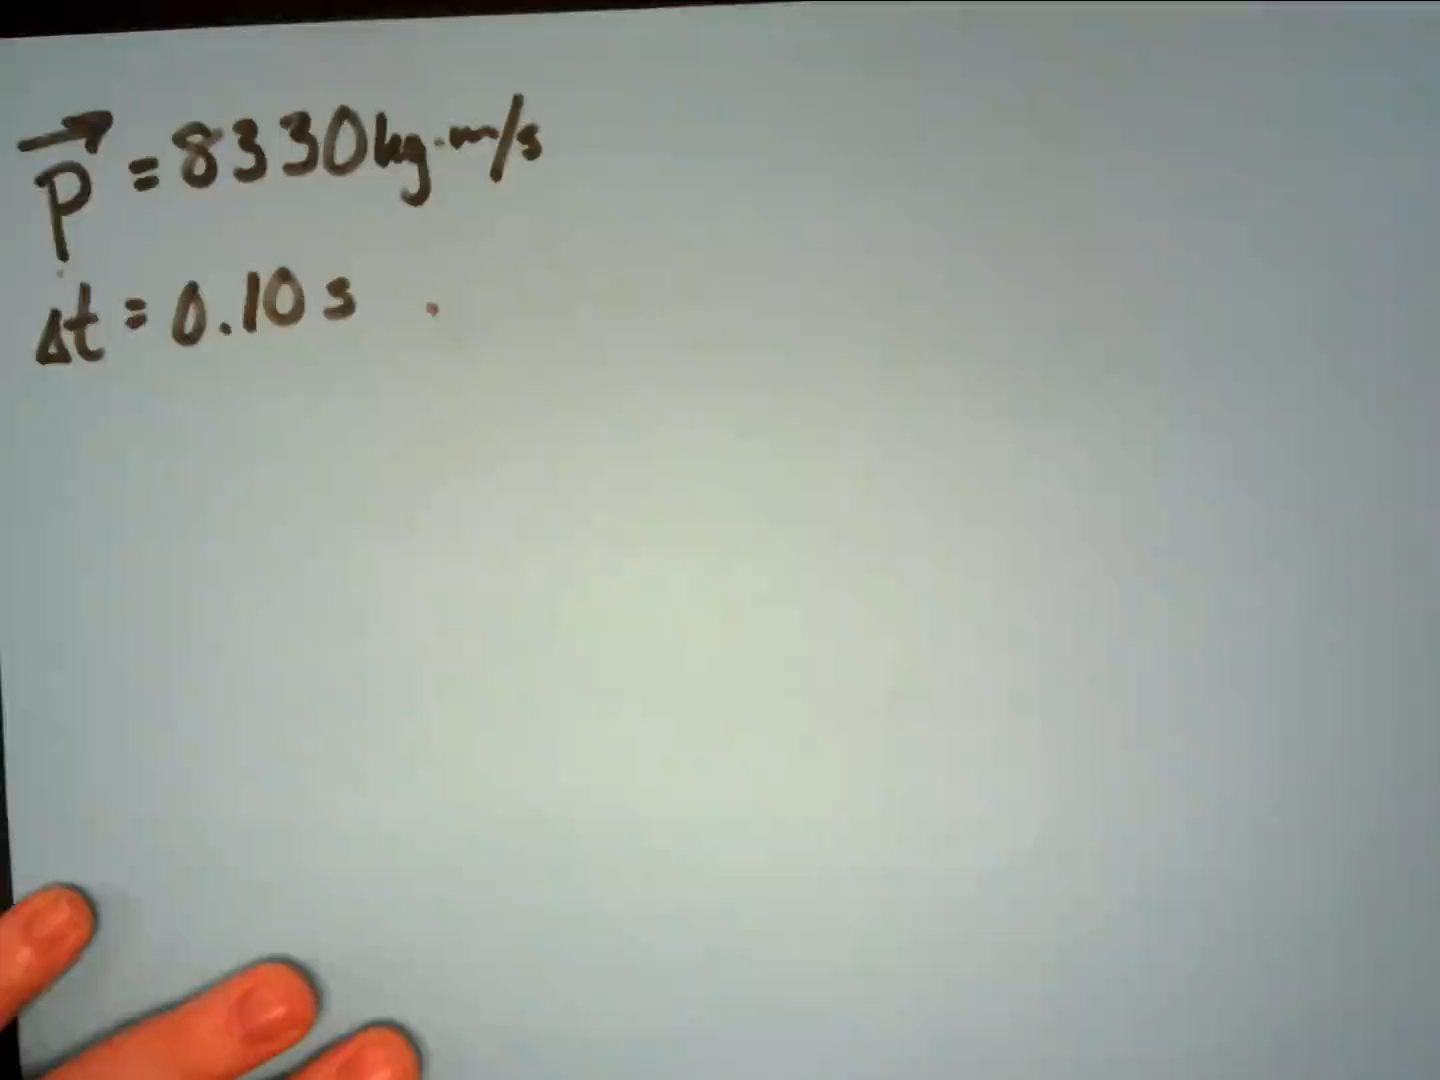 p⃗ = 8330 kg·m/s
Δt = 0.10 s